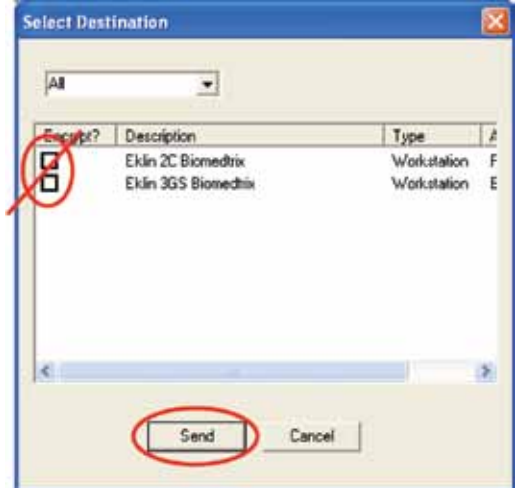 Select Destination
All
Encrypt? Description Type A
Eklin 2C Biomedtrix Workstation F
Eklin 3GS Biomedtrix Workstation E
Send Cancel